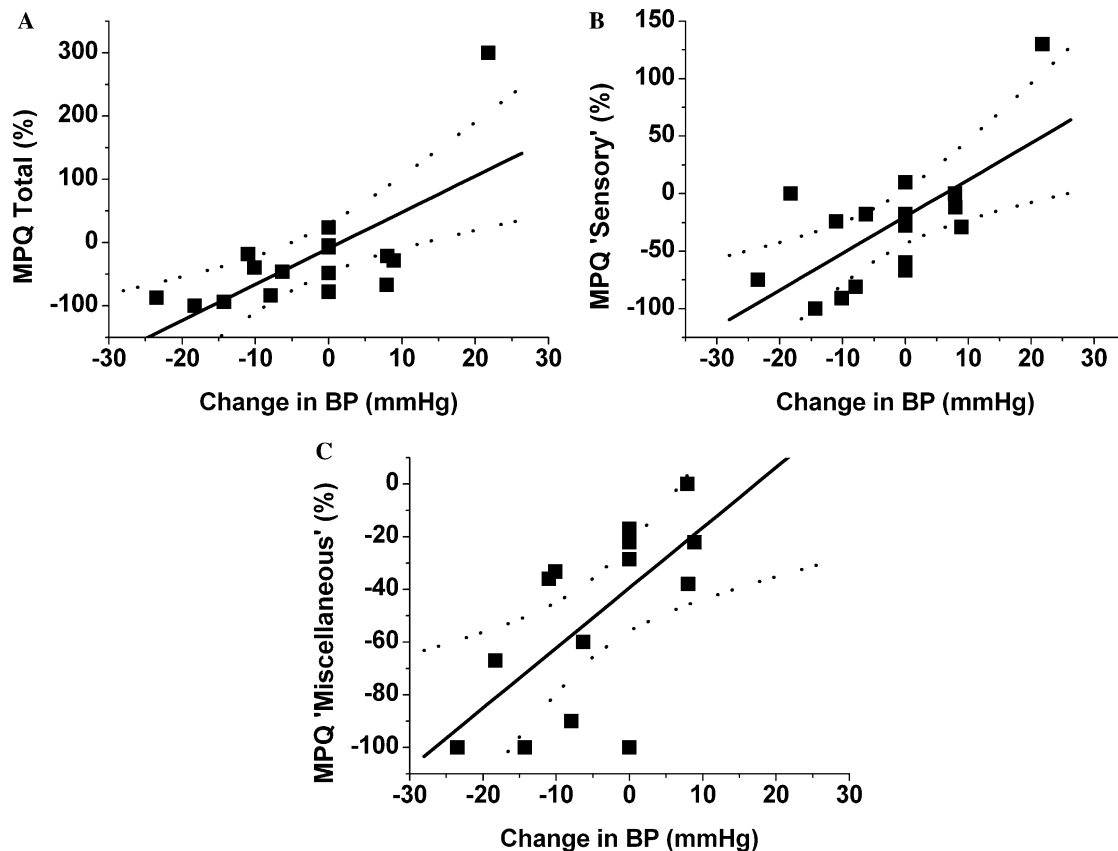 A
MPQ Total (%)
300
200
100
0
-100
-30 -20 -10 0 10 20 30
Change in BP (mmHg)
B
MPQ 'Sensory' (%)
150
100
50
0
-50
-100
-30 -20 -10 0 10 20 30
Change in BP (mmHg)
C
MPQ 'Miscellaneous' (%)
0
-20
-40
-60
-80
-100
-30 -20 -10 0 10 20 30
Change in BP (mmHg)